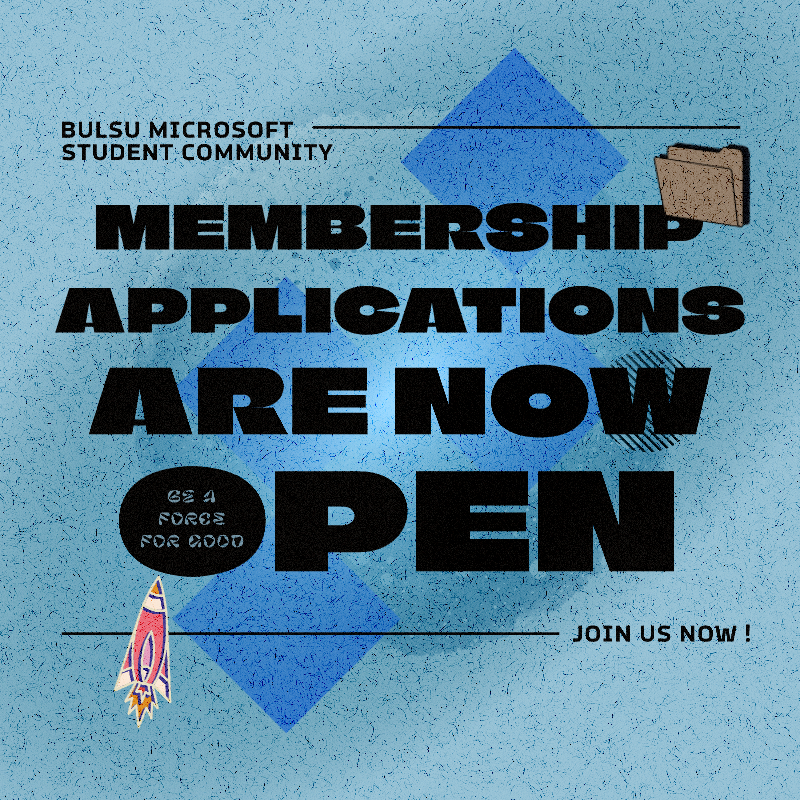 BULSU MICROSOFT
STUDENT COMMUNITY
MEMBERSHIP
APPLICATIONS
ARE NOW
OPEN
BE A
FORCE
FOR GOOD
JOIN US NOW !